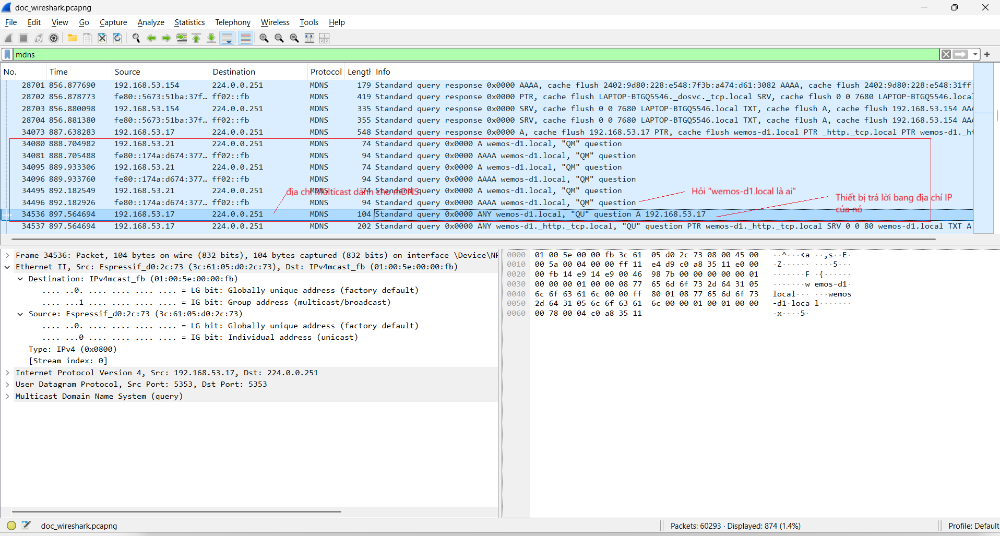 doc_wireshark.pcapng
File Edit View Go Capture Analyze Statistics Telephony Wireless Tools Help
mdns
No. Time Source Destination Protocol Length Info
28701 856.877690 192.168.53.154 224.0.0.251 MDNS 179 Standard query response 0x0000 AAAA, cache flush 2402:9d80:228:e548:7f3b:a474:d61:3082 AAAA, cache flush 2402:9d80:228:e548:31ff:
28702 856.878773 fe80::5673:51ba:37f… ff02::fb MDNS 419 Standard query response 0x0000 PTR, cache flush LAPTOP-BTGQ5546._dosvc._tcp.local SRV, cache flush 0 0 7680 LAPTOP-BTGQ5546.local
28703 856.880098 192.168.53.154 224.0.0.251 MDNS 335 Standard query response 0x0000 SRV, cache flush 0 0 7680 LAPTOP-BTGQ5546.local TXT, cache flush A, cache flush 192.168.53.154 AAA
28704 856.881380 fe80::5673:51ba:37f… ff02::fb MDNS 355 Standard query response 0x0000 SRV, cache flush 0 0 7680 LAPTOP-BTGQ5546.local TXT, cache flush A, cache flush 192.168.53.154 AAA
34073 887.638283 192.168.53.17 224.0.0.251 MDNS 548 Standard query response 0x0000 A, cache flush 192.168.53.17 PTR, cache flush wemos-d1.local PTR _http._tcp.local PTR wemos-d1._ht
34080 888.704982 192.168.53.21 224.0.0.251 MDNS 74 Standard query 0x0000 A wemos-d1.local, "QM" question
34081 888.705488 fe80::174a:d674:377… ff02::fb MDNS 94 Standard query 0x0000 AAAA wemos-d1.local, "QM" question
34095 889.933306 192.168.53.21 224.0.0.251 MDNS 74 Standard query 0x0000 A wemos-d1.local, "QM" question
34096 889.933760 fe80::174a:d674:377… ff02::fb MDNS 94 Standard query 0x0000 AAAA wemos-d1.local, "QM" question
34495 892.182549 192.168.53.21 224.0.0.251 MDNS 74 Standard query 0x0000 A wemos-d1.local, "QM" question
địa chỉ Multicast dành cho mDNS
Hỏi "wemos-d1.local là ai"
34496 892.182926 fe80::174a:d674:377… ff02::fb MDNS 94 Standard query 0x0000 AAAA wemos-d1.local, "QM" question
Thiết bị trả lời bang địa chỉ IP
của nó
34536 897.564694 192.168.53.17 224.0.0.251 MDNS 104 Standard query 0x0000 ANY wemos-d1.local, "QU" question A 192.168.53.17
34537 897.564694 192.168.53.17 224.0.0.251 MDNS 202 Standard query 0x0000 ANY wemos-d1._http._tcp.local, "QU" question PTR wemos-d1._http._tcp.local SRV 0 0 80 wemos-d1.local TXT A
Frame 34536: Packet, 104 bytes on wire (832 bits), 104 bytes captured (832 bits) on interface \Device\NF
Ethernet II, Src: Espressif_d0:2c:73 (3c:61:05:d0:2c:73), Dst: IPv4mcast_fb (01:00:5e:00:00:fb)
Destination: IPv4mcast_fb (01:00:5e:00:00:fb)
.... ..0. .... .... .... .... = LG bit: Globally unique address (factory default)
.... ...1 .... .... .... .... = IG bit: Group address (multicast/broadcast)
Source: Espressif_d0:2c:73 (3c:61:05:d0:2c:73)
.... ..0. .... .... .... .... = LG bit: Globally unique address (factory default)
.... ...0 .... .... .... .... = IG bit: Individual address (unicast)
Type: IPv4 (0x0800)
[Stream index: 0]
Internet Protocol Version 4, Src: 192.168.53.17, Dst: 224.0.0.251
User Datagram Protocol, Src Port: 5353, Dst Port: 5353
Multicast Domain Name System (query)
0000 01 00 5e 00 00 fb 3c 61 05 d0 2c 73 08 00 45 00 ··^···<a ··,s··E·
0010 00 5a 00 04 00 00 ff 11 e4 d9 c0 a8 35 11 e0 00 ·Z······ ····5···
0020 00 fb 14 e9 14 e9 00 46 98 7b 00 00 00 00 00 01 ·······F ·{······
0030 00 00 00 01 00 00 08 77 65 6d 6f 73 2d 64 31 05 ·······w emos-d1·
0040 6c 6f 63 61 6c 00 00 ff 80 01 08 77 65 6d 6f 73 local··· ···wemos
0050 2d 64 31 05 6c 6f 63 61 6c 00 00 01 00 01 00 00 -d1·loca l·······
0060 00 78 00 04 c0 a8 35 11 ·x····5·
doc_wireshark.pcapng
Packets: 60293 · Displayed: 874 (1.4%)
Profile: Default